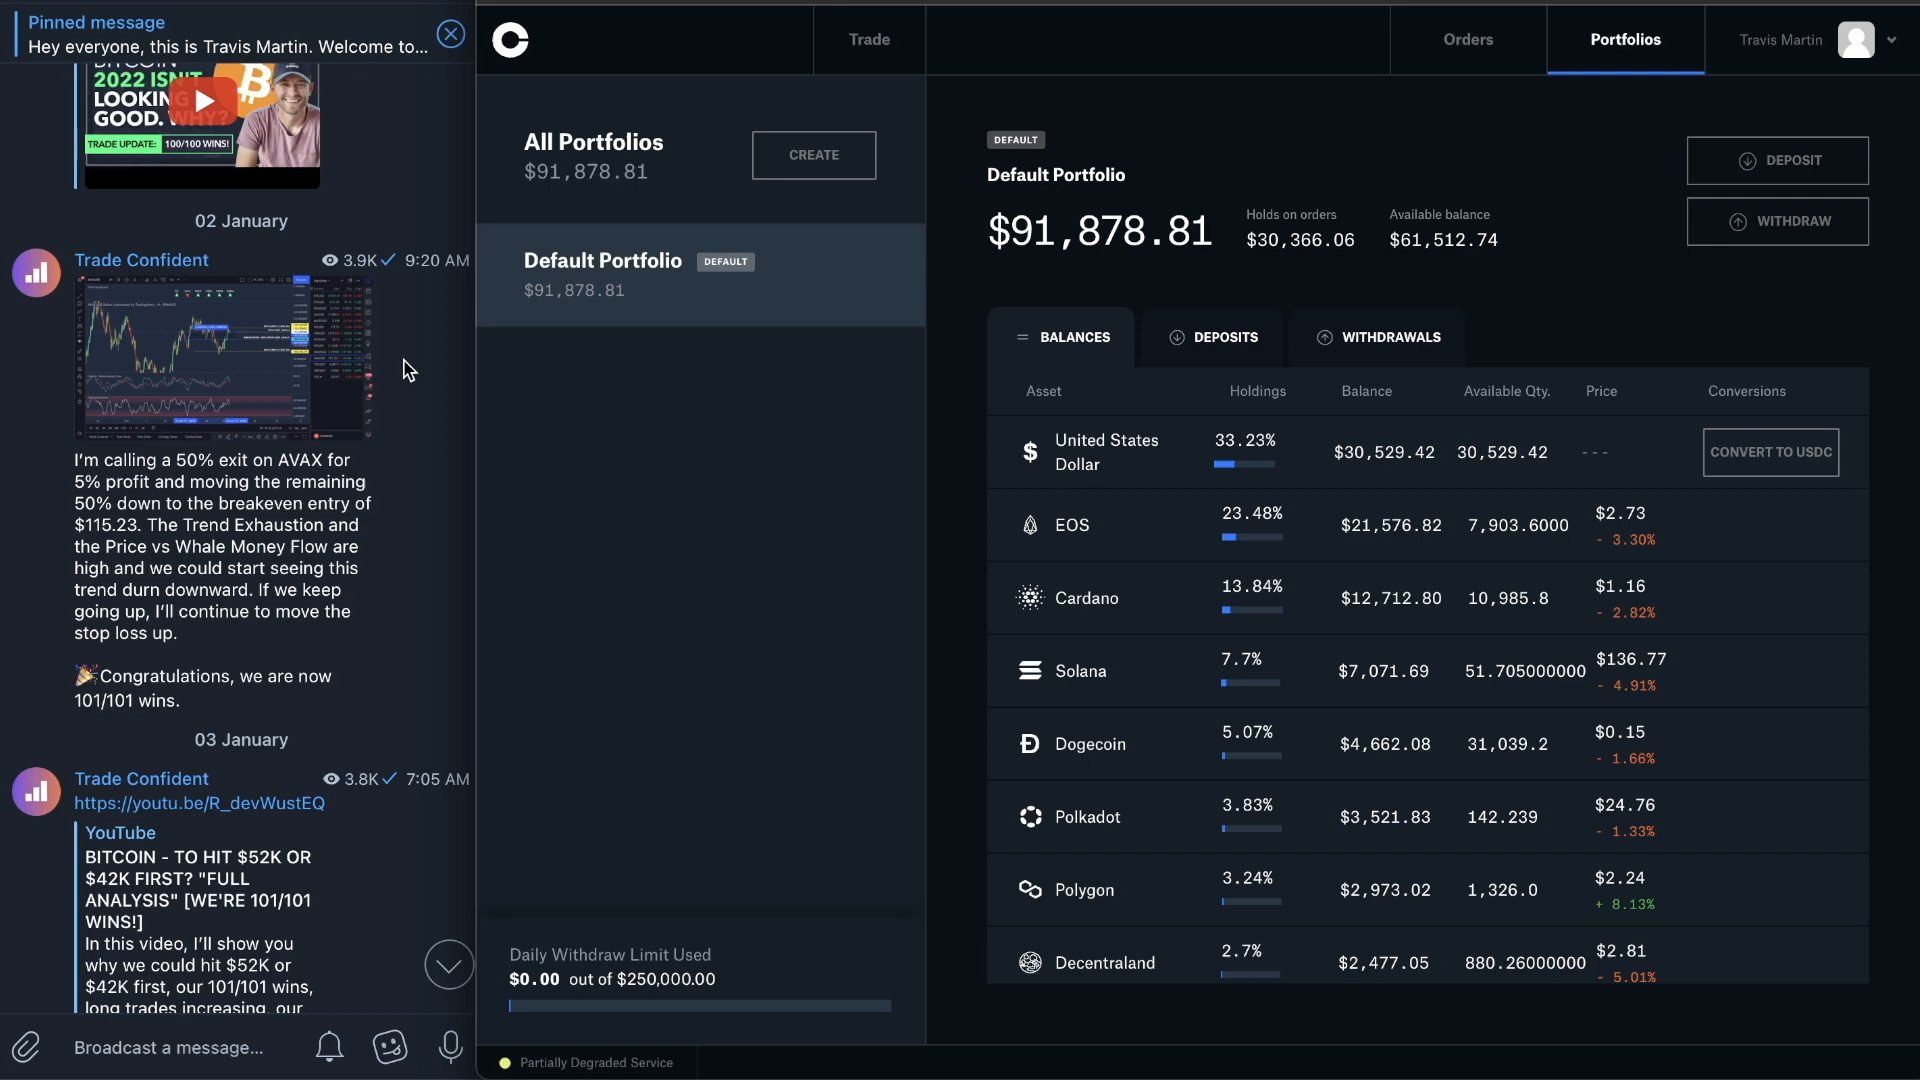 Pinned message
Hey everyone, this is Travis Martin. Welcome to...
BITCOIN
2022 ISN'T
LOOKING
GOOD. WHY?
TRADE UPDATE: 100/100 WINS!
02 January
Trade Confident 3.9K 9:20 AM
I'm calling a 50% exit on AVAX for
5% profit and moving the remaining
50% down to the breakeven entry of
$115.23. The Trend Exhaustion and
the Price vs Whale Money Flow are
high and we could start seeing this
trend durn downward. If we keep
going up, I'll continue to move the
stop loss up.
🎉Congratulations, we are now
101/101 wins.
03 January
Trade Confident 3.8K 7:05 AM
https://youtu.be/R_devWustEQ
YouTube
BITCOIN - TO HIT $52K OR
$42K FIRST? "FULL
ANALYSIS" [WE'RE 101/101
WINS!]
In this video, I'll show you
why we could hit $52K or
$42K first, our 101/101 wins,
long trades increasing, our
Broadcast a message...
Trade
Orders
Portfolios
Travis Martin
All Portfolios
$91,878.81
CREATE
Default Portfolio DEFAULT
$91,878.81
Daily Withdraw Limit Used
$0.00 out of $250,000.00
Partially Degraded Service
DEFAULT
Default Portfolio
$91,878.81
Holds on orders
$30,366.06
Available balance
$61,512.74
DEPOSIT
WITHDRAW
BALANCES DEPOSITS WITHDRAWALS
Asset Holdings Balance Available Qty. Price Conversions
United States Dollar 33.23% $30,529.42 30,529.42 --- CONVERT TO USDC
EOS 23.48% $21,576.82 7,903.6000 $2.73 - 3.30%
Cardano 13.84% $12,712.80 10,985.8 $1.16 - 2.82%
Solana 7.7% $7,071.69 51.705000000 $136.77 - 4.91%
Dogecoin 5.07% $4,662.08 31,039.2 $0.15 - 1.66%
Polkadot 3.83% $3,521.83 142.239 $24.76 - 1.33%
Polygon 3.24% $2,973.02 1,326.0 $2.24 + 8.13%
Decentraland 2.7% $2,477.05 880.26000000 $2.81 - 5.01%